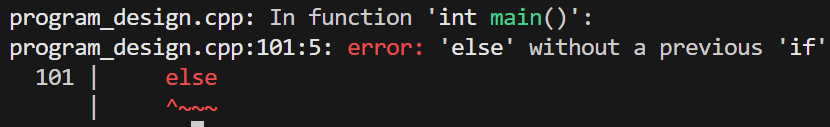 program_design.cpp: In function 'int main()':
program_design.cpp:101:5: error: 'else' without a previous 'if'
  101 |     else
      |     ^~~~